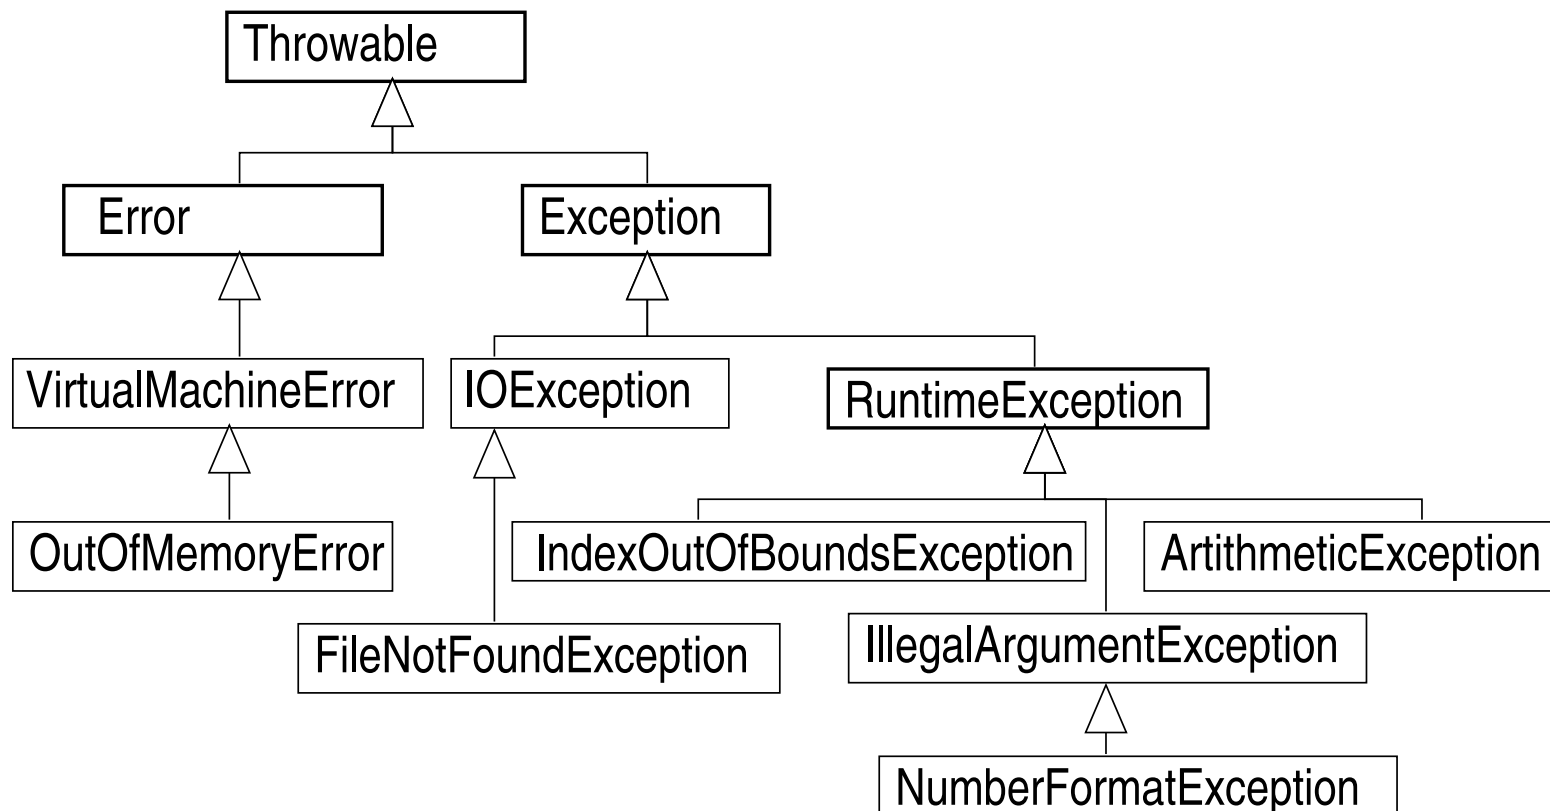 Throwable
Error
Exception
VirtualMachineError
IOException
RuntimeException
OutOfMemoryError
IndexOutOfBoundsException
ArtithmeticException
FileNotFoundException
IllegalArgumentException
NumberFormatException